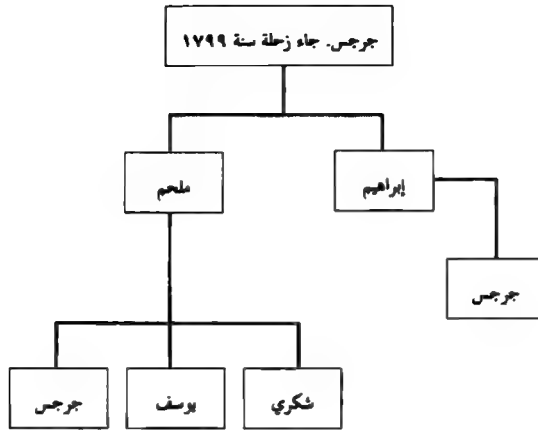 جرجس. جاء زحلة سنة ١٧٩٩
إبراهيم
ملحم
جرجس
شكري
يوسف
جرجس